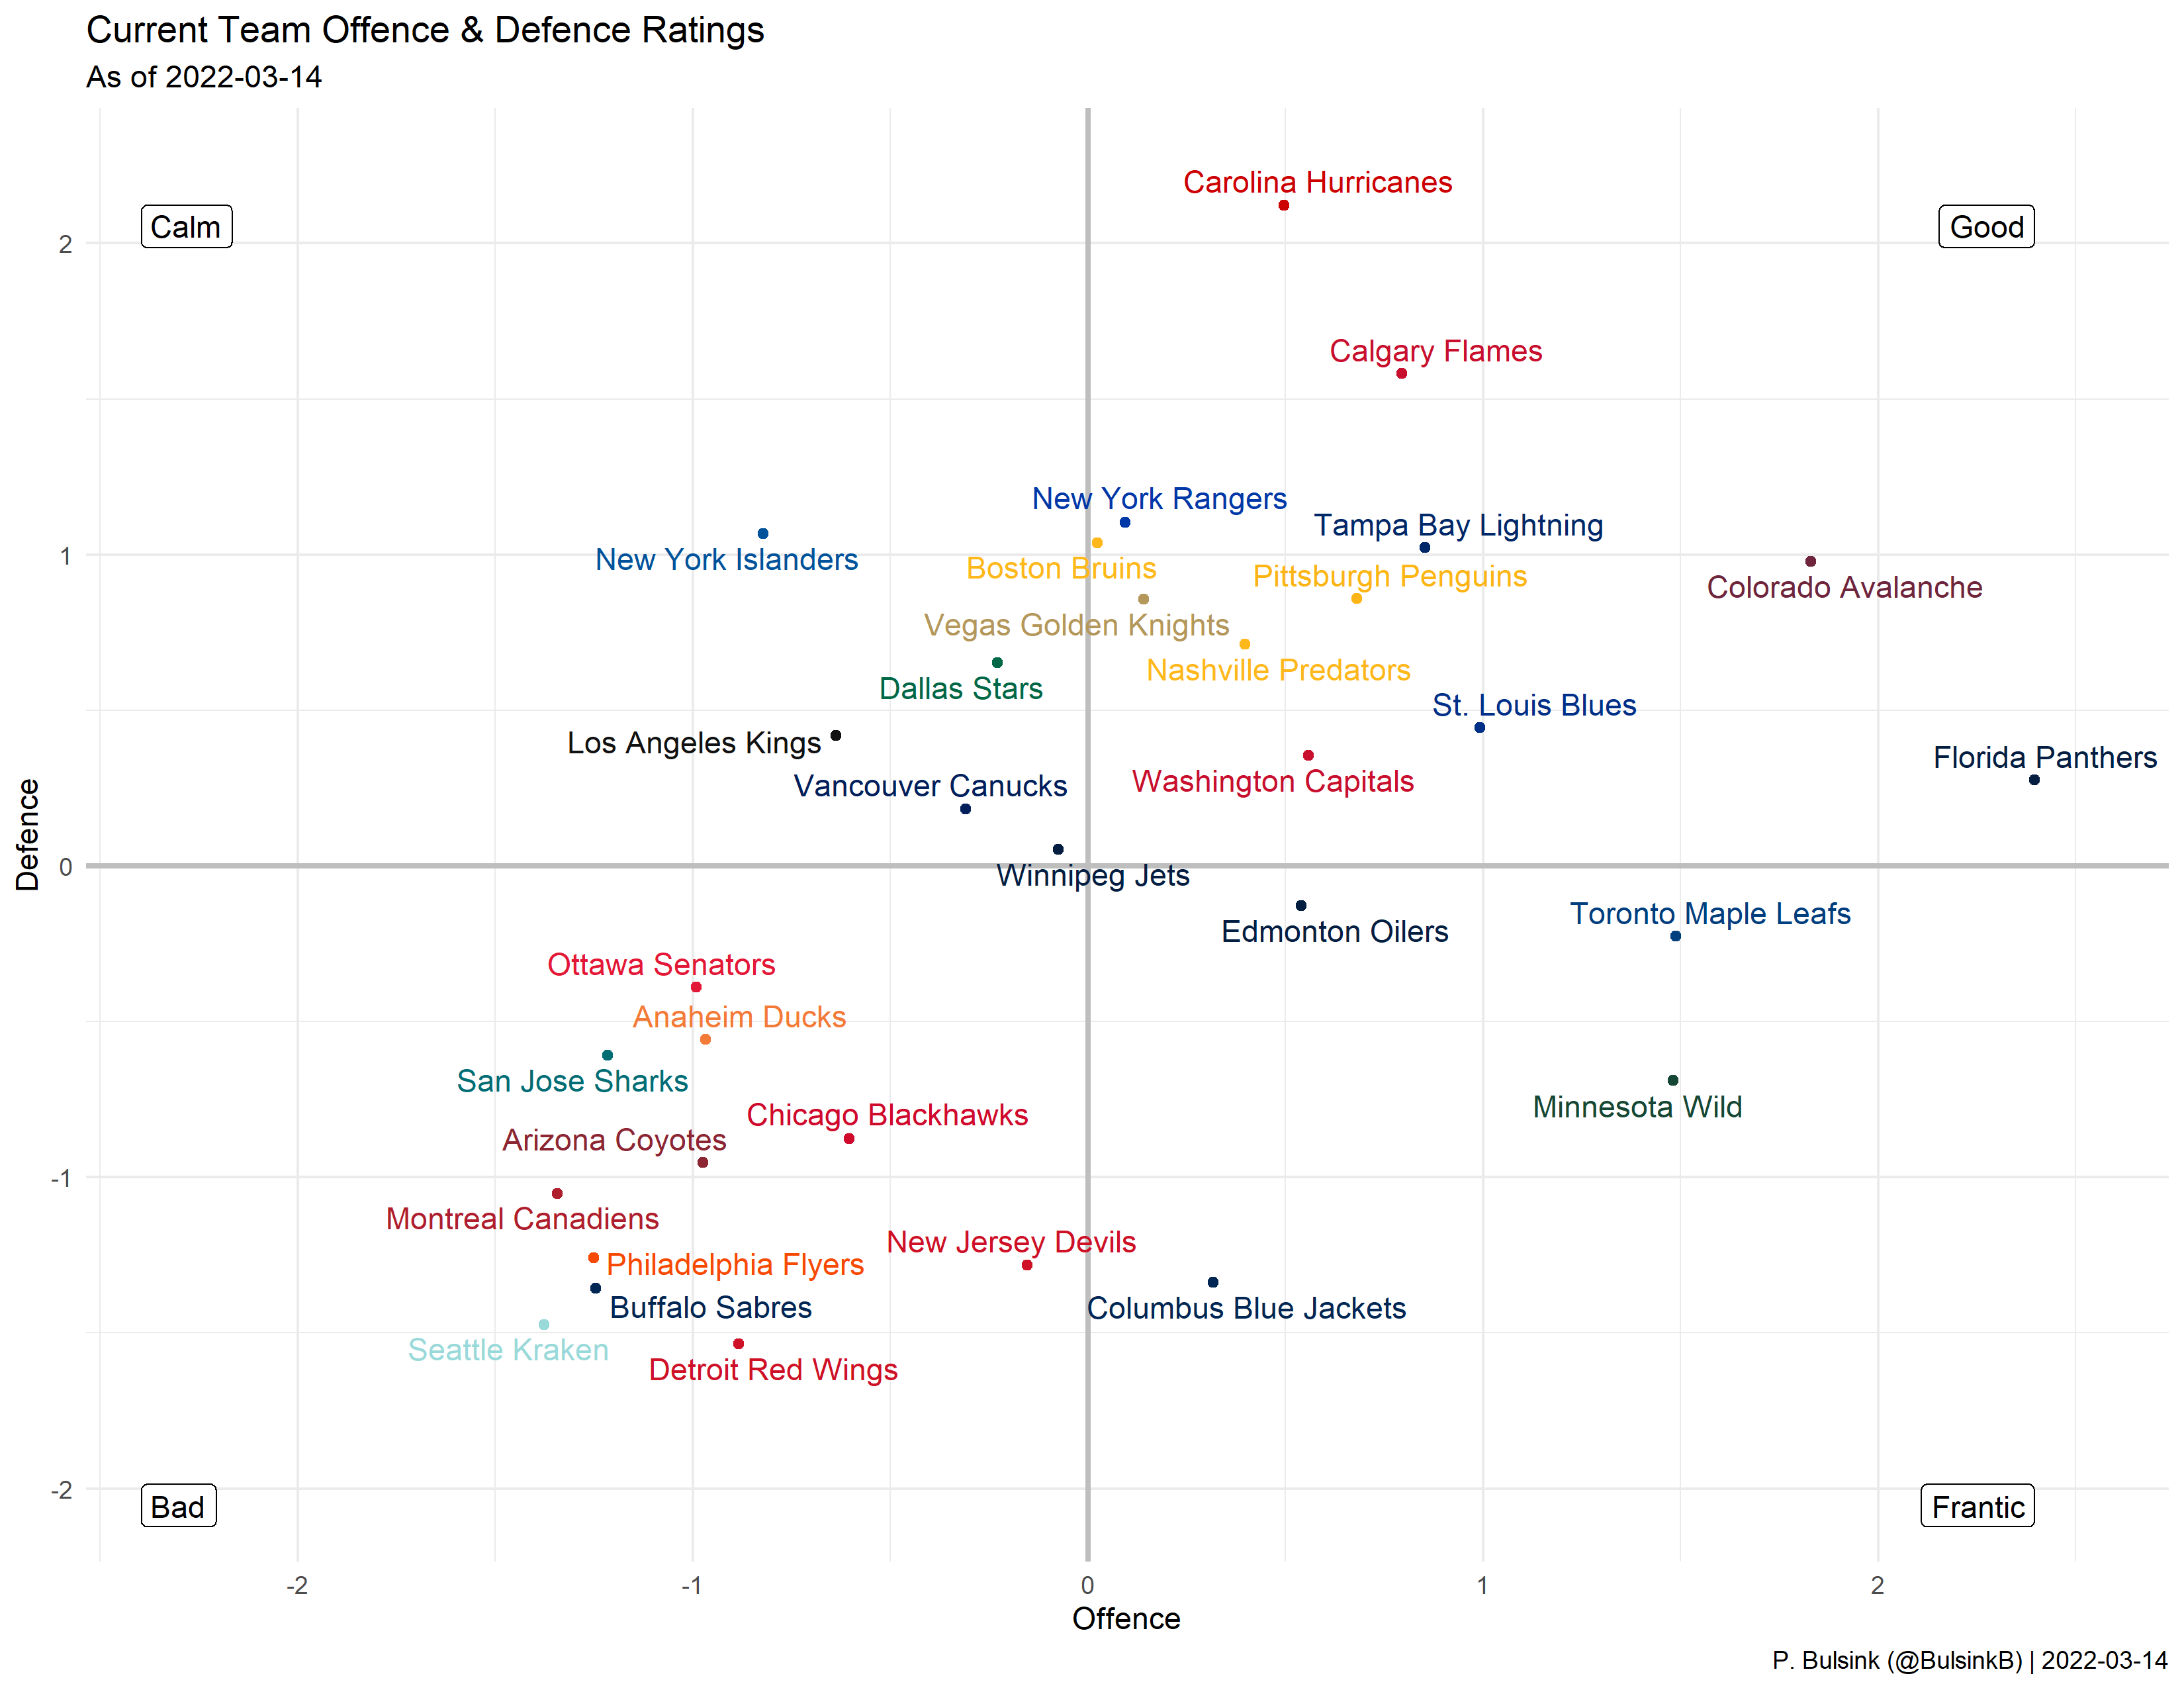 Current Team Offence & Defence Ratings
As of 2022-03-14
Carolina Hurricanes
Calm
Good
2
Calgary Flames
New York Rangers
Tampa Bay Lightning
New York Islanders
1
Boston Bruins
Pittsburgh Penguins
Colorado Avalanche
Vegas Golden Knights
Nashville Predators
Dallas Stars
St. Louis Blues
Los Angeles Kings
Florida Panthers
Washington Capitals
Vancouver Canucks
Defence
0
Winnipeg Jets
Toronto Maple Leafs
Edmonton Oilers
Ottawa Senators
Anaheim Ducks
San Jose Sharks
Minnesota Wild
Chicago Blackhawks
Arizona Coyotes
-1
Montreal Canadiens
New Jersey Devils
Philadelphia Flyers
Buffalo Sabres
Columbus Blue Jackets
Seattle Kraken
Detroit Red Wings
-2
Bad
Frantic
-2 -1 0 1 2
Offence
P. Bulsink (@BulsinkB) | 2022-03-14